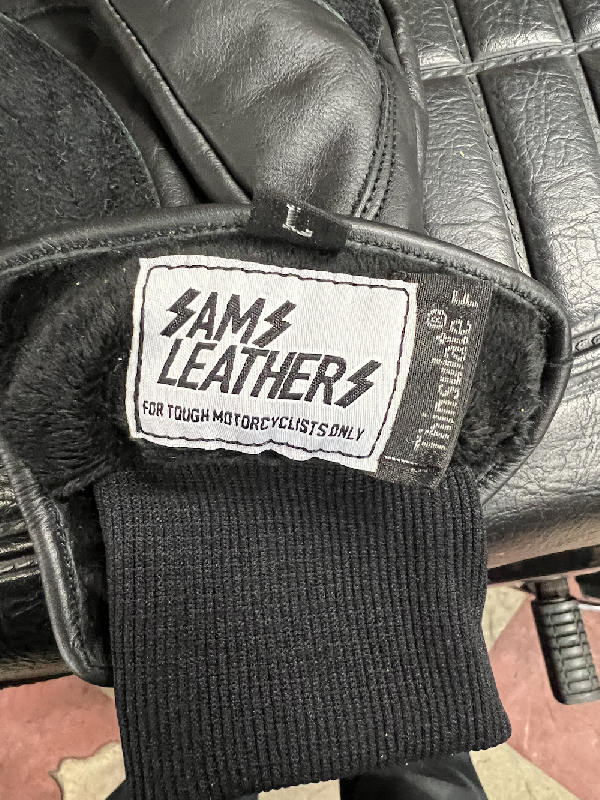 L
SAMS
LEATHERS
FOR TOUGH MOTORCYCLISTS ONLY
Thinsulate®